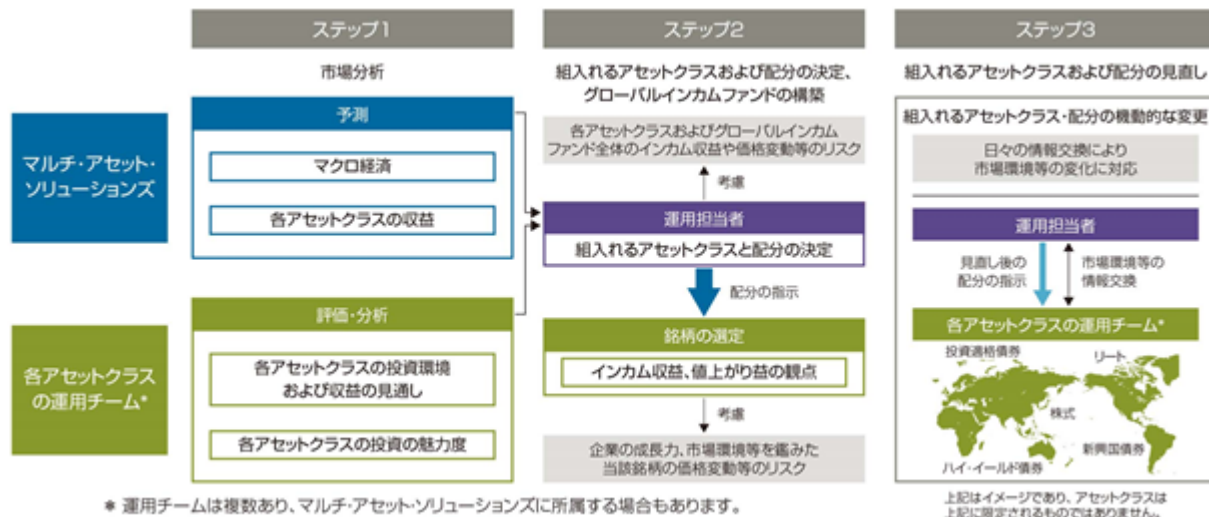 ステップ1
市場分析
マルチ・アセット・
ソリューションズ
予測
マクロ経済
各アセットクラスの収益
各アセットクラス
の運用チーム*
評価・分析
各アセットクラスの投資環境
および収益の見通し
各アセットクラスの投資の魅力度
ステップ2
組入れるアセットクラスおよび配分の決定、
グローバルインカムファンドの構築
各アセットクラスおよびグローバルインカム
ファンド全体のインカム収益や価格変動等のリスク
考慮
運用担当者
組入れるアセットクラスと配分の決定
配分の指示
銘柄の選定
インカム収益、値上がり益の観点
考慮
企業の成長力、市場環境等を鑑みた
当該銘柄の価格変動等のリスク
ステップ3
組入れるアセットクラスおよび配分の見直し
組入れるアセットクラス・配分の機動的な変更
日々の情報交換により
市場環境等の変化に対応
運用担当者
見直し後の
配分の指示
市場環境等の
情報交換
各アセットクラスの運用チーム*
投資適格債券
リート
株式
新興国債券
ハイ・イールド債券
上記はイメージであり、アセットクラスは
上記に限定されるものではありません。
* 運用チームは複数あり、マルチ・アセット・ソリューションズに所属する場合もあります。